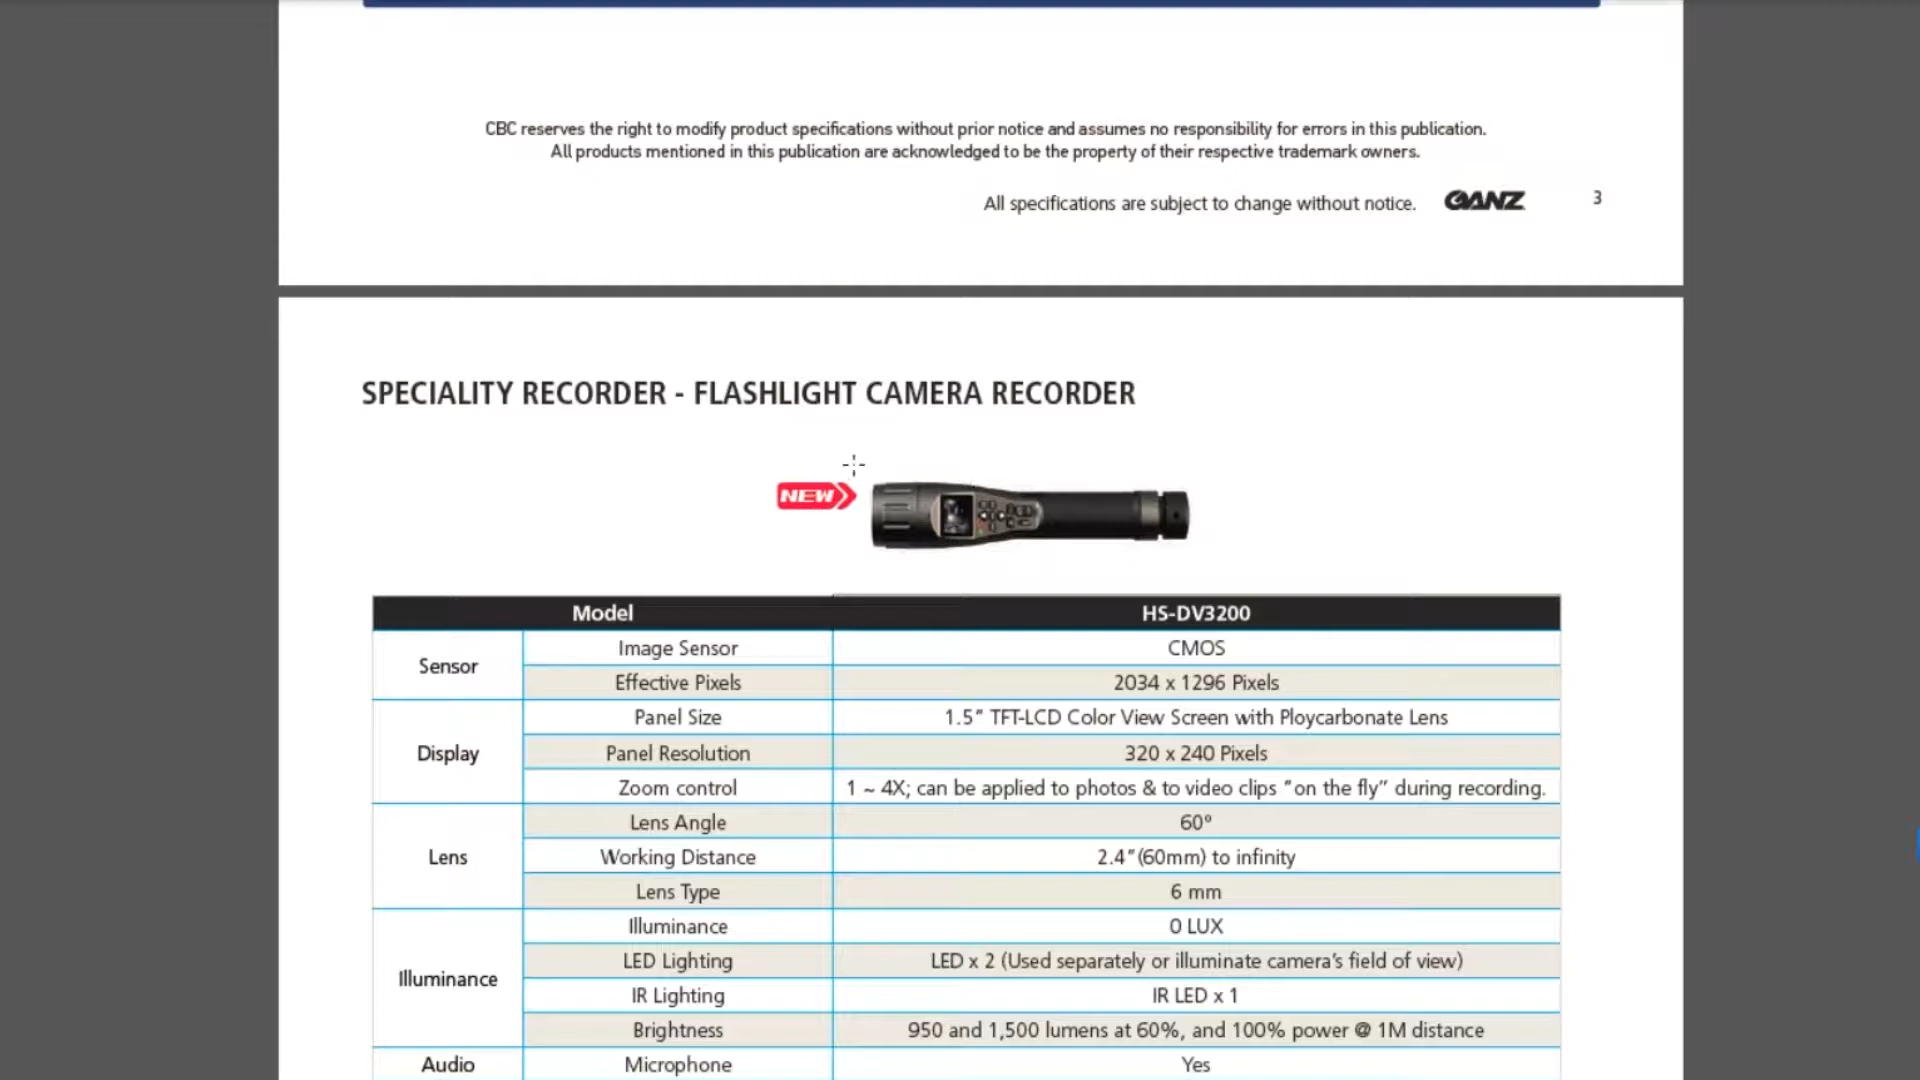 CBC reserves the right to modify product specifications without prior notice and assumes no responsibility for errors in this publication.
All products mentioned in this publication are acknowledged to be the property of their respective trademark owners.
All specifications are subject to change without notice. GANZ 3
SPECIALITY RECORDER - FLASHLIGHT CAMERA RECORDER
NEW
Model HS-DV3200
Sensor
Image Sensor CMOS
Effective Pixels 2034 x 1296 Pixels
Display
Panel Size 1.5” TFT-LCD Color View Screen with Ploycarbonate Lens
Panel Resolution 320 x 240 Pixels
Zoom control 1 ~ 4X; can be applied to photos & to video clips “on the fly” during recording.
Lens
Lens Angle 60º
Working Distance 2.4”(60mm) to infinity
Lens Type 6 mm
Illuminance
Illuminance 0 LUX
LED Lighting LED x 2 (Used separately or illuminate camera’s field of view)
IR Lighting IR LED x 1
Brightness 950 and 1,500 lumens at 60%, and 100% power @ 1M distance
Audio Microphone Yes